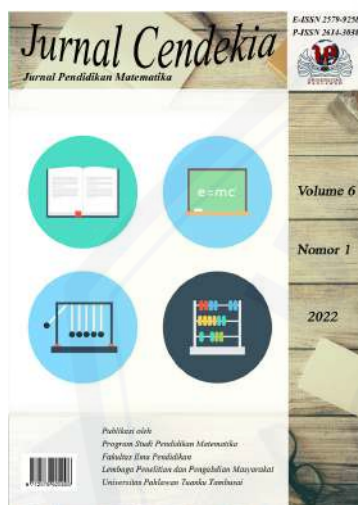 E-ISSN 2579-9258
P-ISSN 2614-3038
Jurnal Cendekia
Jurnal Pendidikan Matematika
e=mc
Volume 6
Nomor 1
2022
Publikasi oleh
Program Studi Pendidikan Matematika
Fakultas Ilmu Pendidikan
Lembaga Penelitian dan Pengabdian Masyarakat
Universitas Pahlawan Tuanku Tambusai